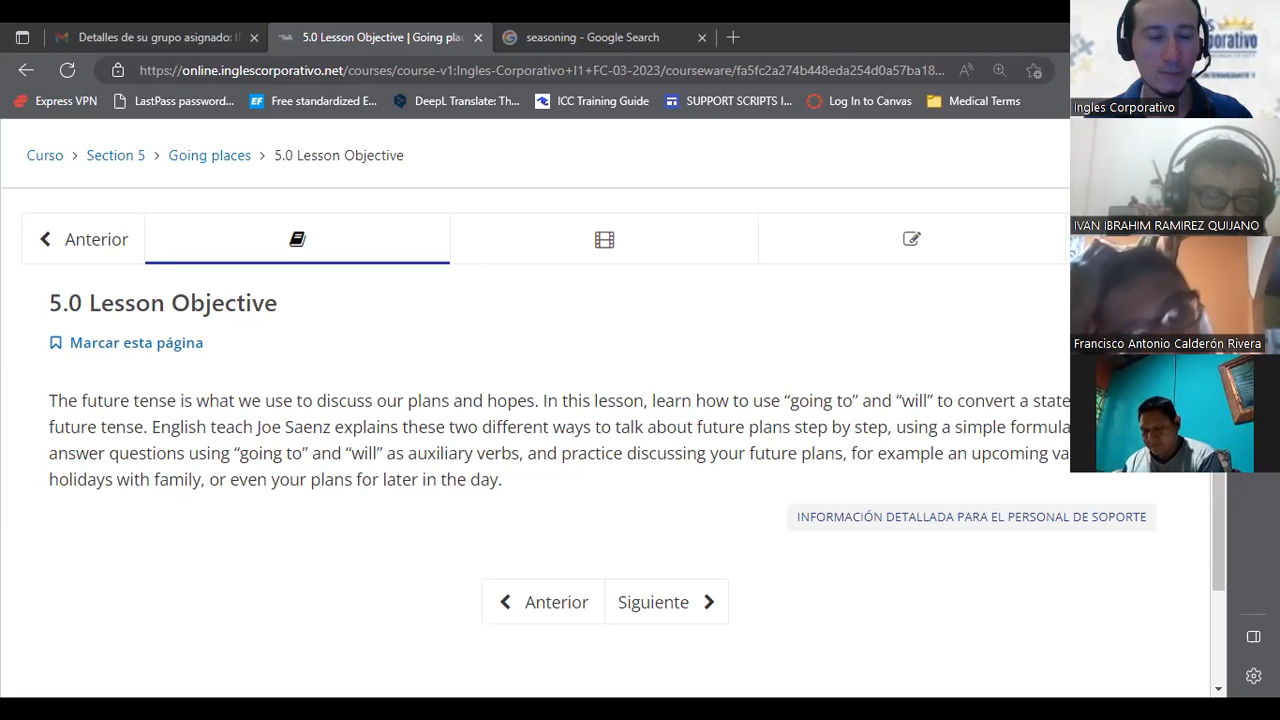 Detalles de su grupo asignado: I
5.0 Lesson Objective | Going plac
seasoning - Google Search
https://online.inglescorporativo.net/courses/course-v1:Ingles-Corporativo+I1+FC-03-2023/courseware/fa5fc2a274b448eda254d0a57ba18...
Express VPN
LastPass password...
Free standardized E...
DeepL Translate: Th...
ICC Training Guide
SUPPORT SCRIPTS I...
Log In to Canvas
Medical Terms
Curso > Section 5 > Going places > 5.0 Lesson Objective
Anterior
5.0 Lesson Objective
Marcar esta página
The future tense is what we use to discuss our plans and hopes. In this lesson, learn how to use “going to” and “will” to convert a state
future tense. English teach Joe Saenz explains these two different ways to talk about future plans step by step, using a simple formula
answer questions using “going to” and “will” as auxiliary verbs, and practice discussing your future plans, for example an upcoming va
holidays with family, or even your plans for later in the day.
INFORMACIÓN DETALLADA PARA EL PERSONAL DE SOPORTE
Anterior
Siguiente
Ingles Corporativo
IVAN IBRAHIM RAMIREZ QUIJANO
Francisco Antonio Calderón Rivera